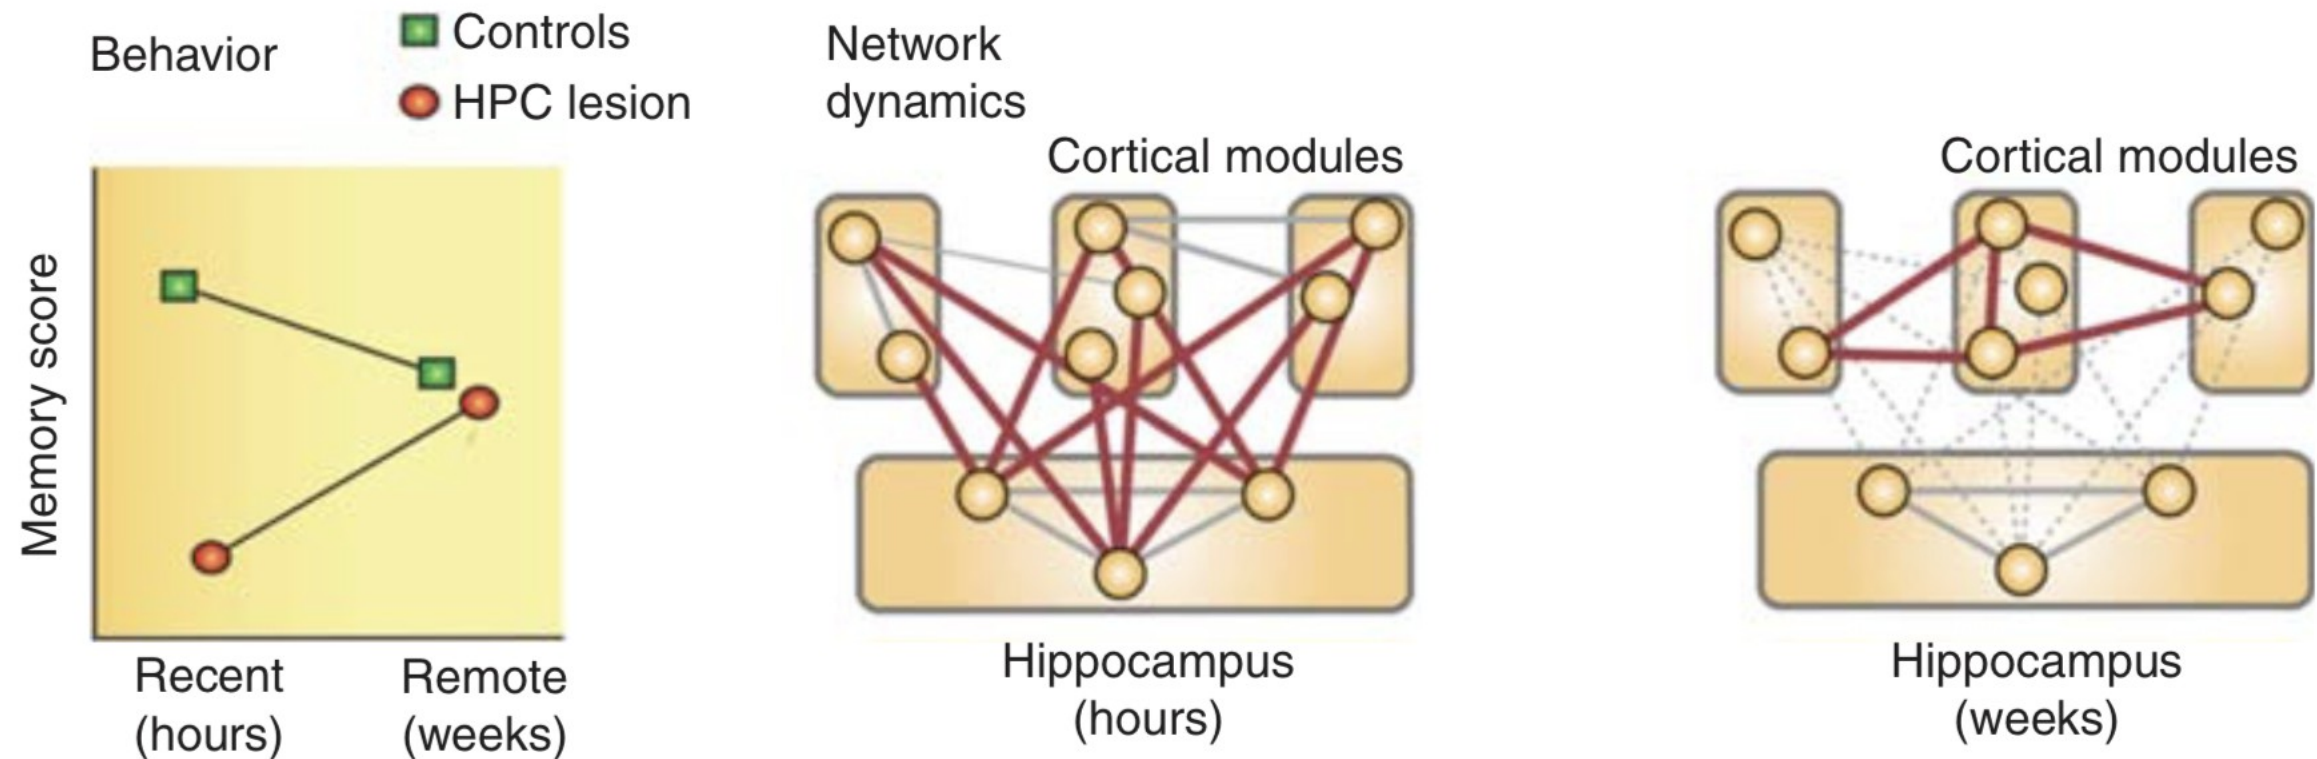 Behavior
Controls
HPC lesion
Memory score
Recent
(hours)
Remote
(weeks)
Network
dynamics
Cortical modules
Hippocampus
(hours)
Cortical modules
Hippocampus
(weeks)